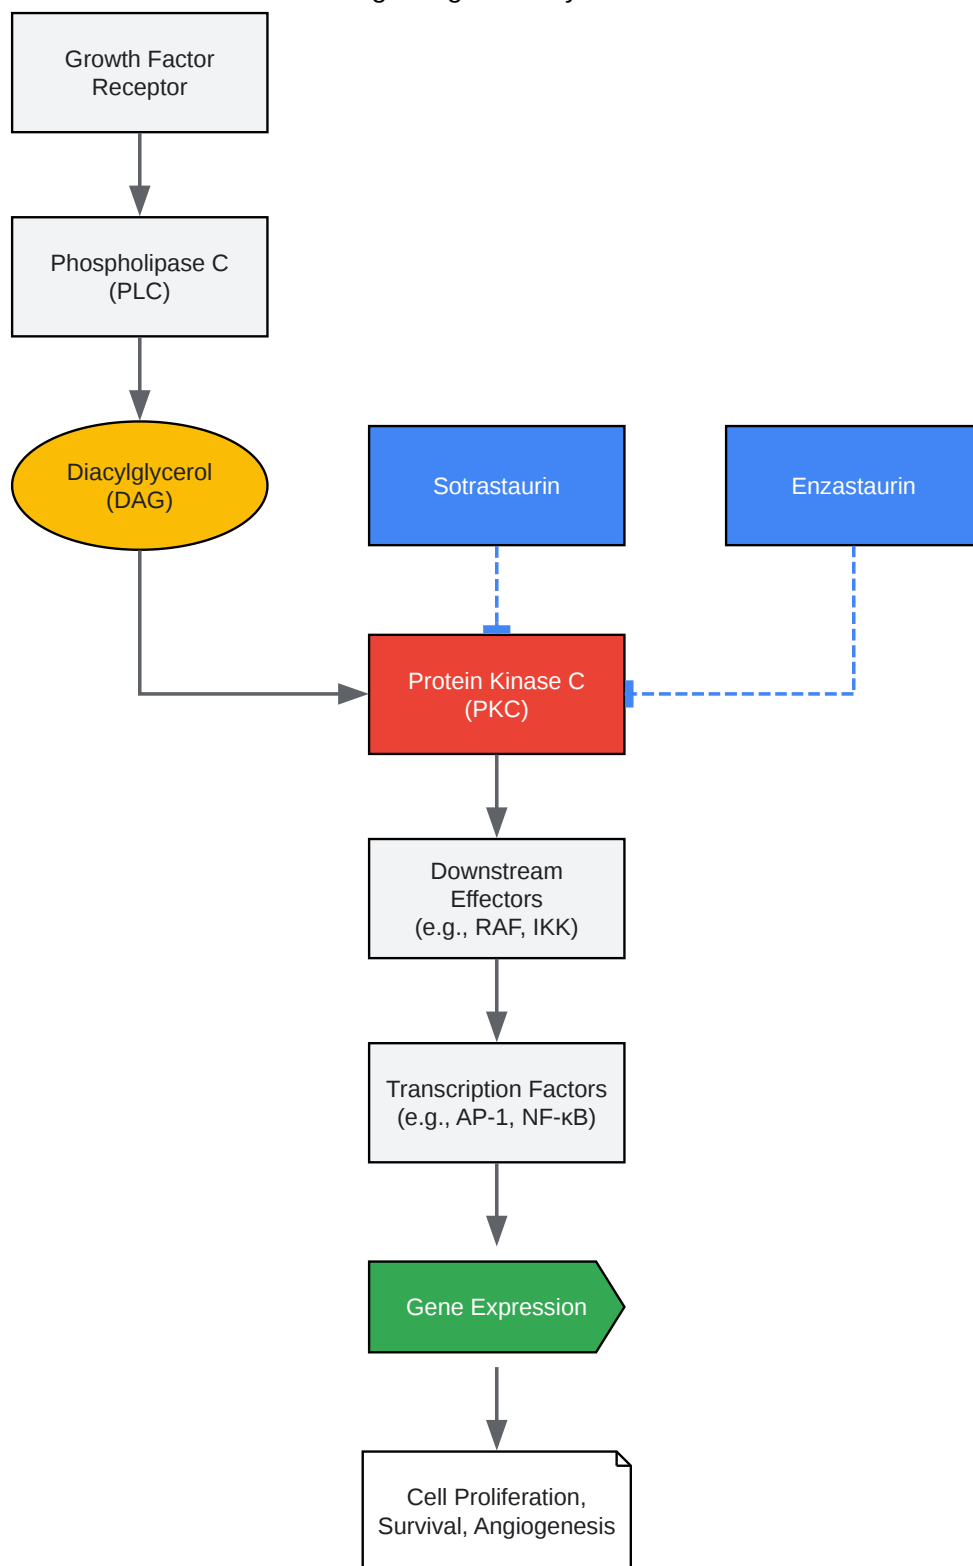 Growth Factor
Receptor
Phospholipase C
(PLC)
Diacylglycerol
(DAG)
Sotrastaurin
Enzastaurin
Protein Kinase C
(PKC)
Downstream
Effectors
(e.g., RAF, IKK)
Transcription Factors
(e.g., AP-1, NF-κB)
Gene Expression
Cell Proliferation,
Survival, Angiogenesis